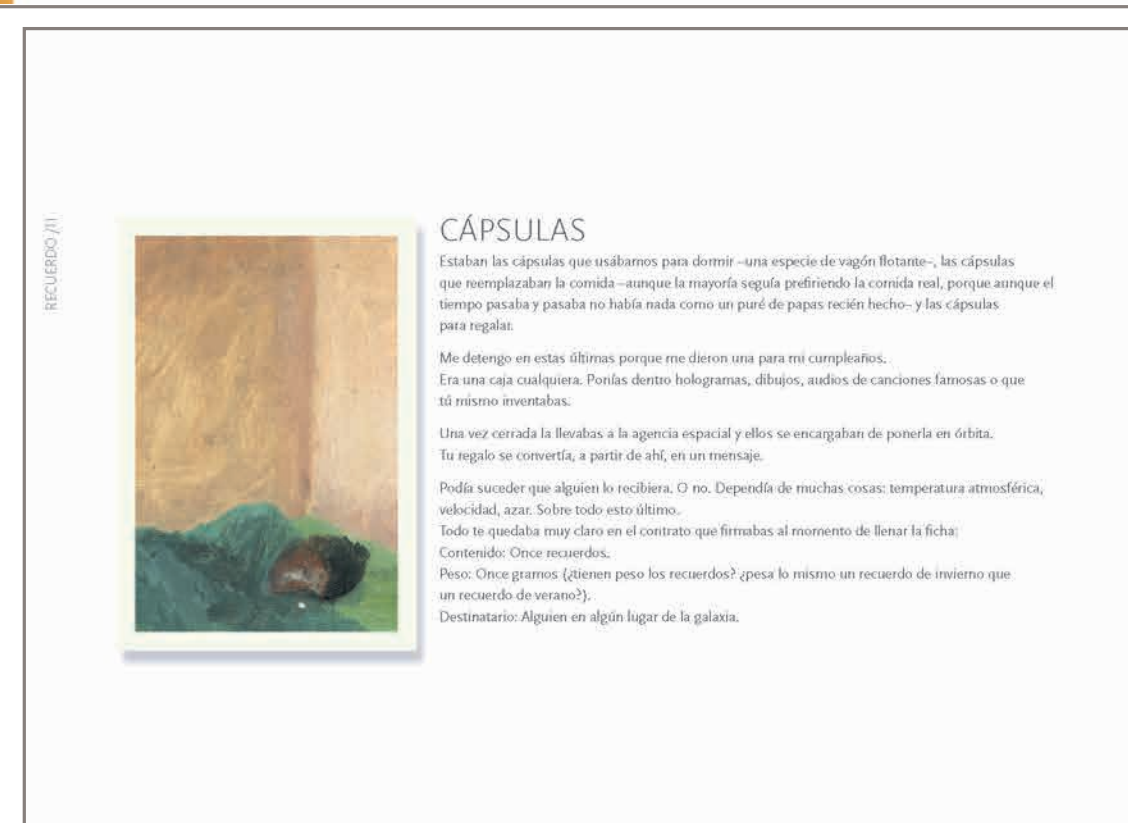 RECUERDO /11
CÁPSULAS
Estaban las cápsulas que usábamos para dormir –una especie de vagón flotante–, las cápsulas
que reemplazaban la comida –aunque la mayoría seguía prefiriendo la comida real, porque aunque el
tiempo pasaba y pasaba no había nada como un puré de papas recién hecho– y las cápsulas
para regalar.
Me detengo en estas últimas porque me dieron una para mi cumpleaños.
Era una caja cualquiera. Ponías dentro hologramas, dibujos, audios de canciones famosas o que
tú mismo inventabas.
Una vez cerrada la llevabas a la agencia espacial y ellos se encargaban de ponerla en órbita.
Tu regalo se convertía, a partir de ahí, en un mensaje.
Podía suceder que alguien lo recibiera. O no. Dependía de muchas cosas: temperatura atmosférica,
velocidad, azar. Sobre todo esto último.
Todo te quedaba muy claro en el contrato que firmabas al momento de llenar la ficha:
Contenido: Once recuerdos.
Peso: Once gramos (¿tienen peso los recuerdos? ¿pesa lo mismo un recuerdo de invierno que
un recuerdo de verano?).
Destinatario: Alguien en algún lugar de la galaxia.